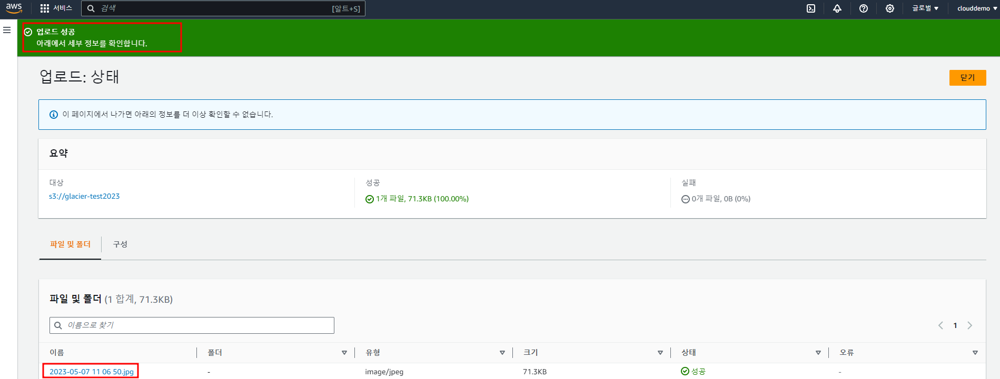 aws 서비스 검색 [알트+S] 글로벌 ▼ clouddemo ▼
업로드 성공
아래에서 세부 정보를 확인합니다.
업로드: 상태 닫기
이 페이지에서 나가면 아래의 정보를 더 이상 확인할 수 없습니다.
요약
대상 성공 실패
s3://glacier-test2023 1개 파일, 71.3KB (100.00%) 0개 파일, 0B (0%)
파일 및 폴더 구성
파일 및 폴더 (1 합계, 71.3KB)
이름으로 찾기 1
이름 폴더 유형 크기 상태 오류
2023-05-07 11 06 50.jpg - image/jpeg 71.3KB 성공 -